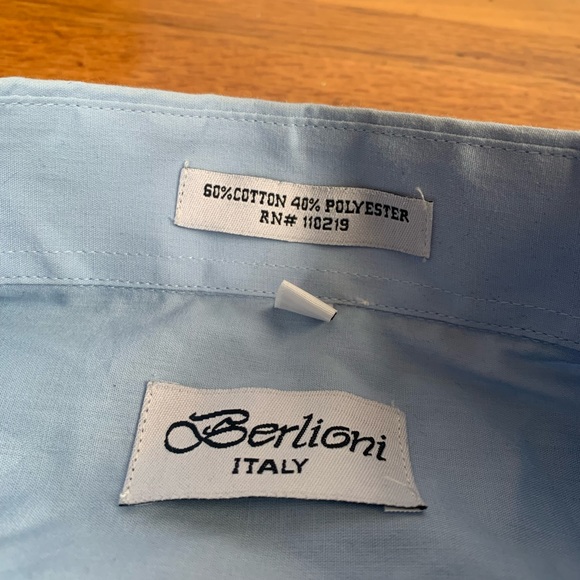 60%COTTON 40% POLYESTER
RN# 110219
Berlioni
ITALY